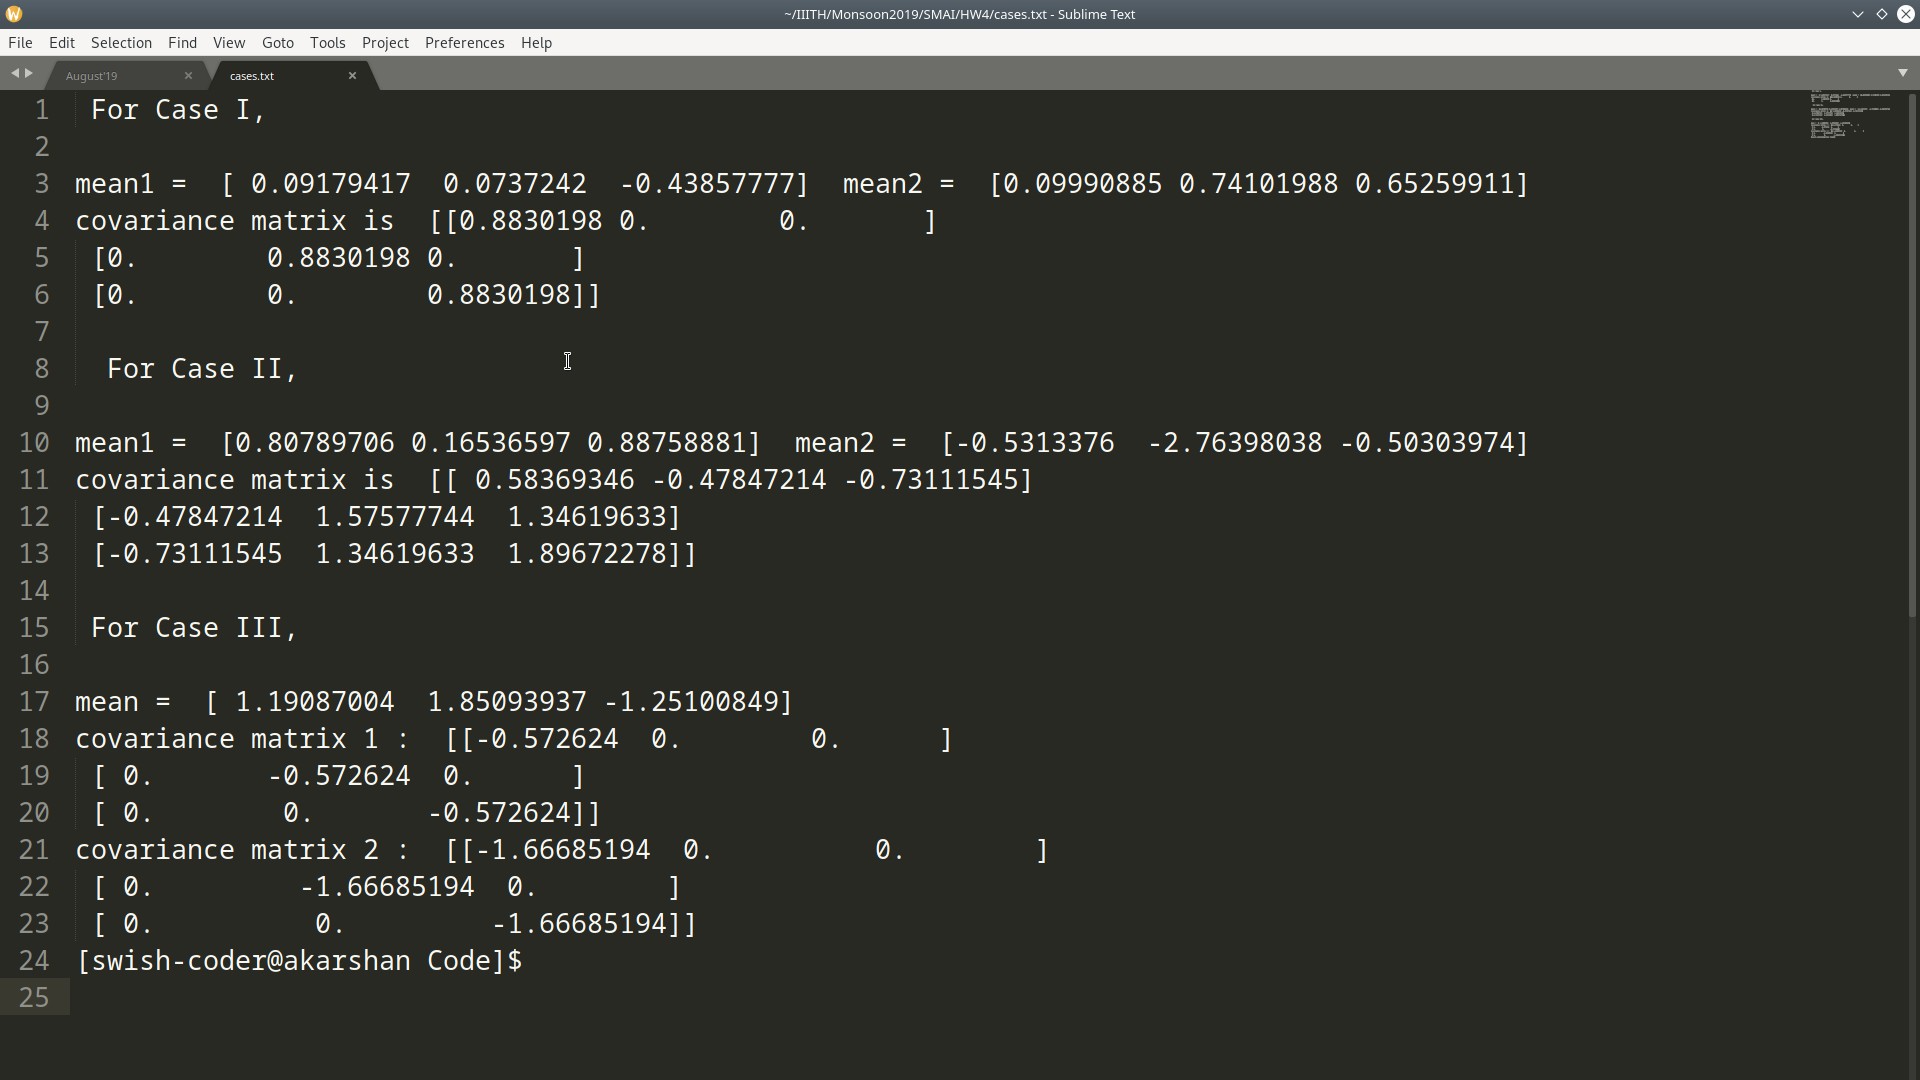 ~/IIITH/Monsoon2019/SMAI/HW4/cases.txt - Sublime Text
File Edit Selection Find View Goto Tools Project Preferences Help
August'19 cases.txt
1 For Case I,
2
3 mean1 = [ 0.09179417 0.0737242 -0.43857777] mean2 = [0.09990885 0.74101988 0.65259911]
4 covariance matrix is [[0.8830198 0. 0. ]
5 [0. 0.8830198 0. ]
6 [0. 0. 0.8830198]]
7
8 For Case II,
9
10 mean1 = [0.80789706 0.16536597 0.88758881] mean2 = [-0.5313376 -2.76398038 -0.50303974]
11 covariance matrix is [[ 0.58369346 -0.47847214 -0.73111545]
12 [-0.47847214 1.57577744 1.34619633]
13 [-0.73111545 1.34619633 1.89672278]]
14
15 For Case III,
16
17 mean = [ 1.19087004 1.85093937 -1.25100849]
18 covariance matrix 1 : [[-0.572624 0. 0. ]
19 [ 0. -0.572624 0. ]
20 [ 0. 0. -0.572624]]
21 covariance matrix 2 : [[-1.66685194 0. 0. ]
22 [ 0. -1.66685194 0. ]
23 [ 0. 0. -1.66685194]]
24 [swish-coder@akarshan Code]$
25